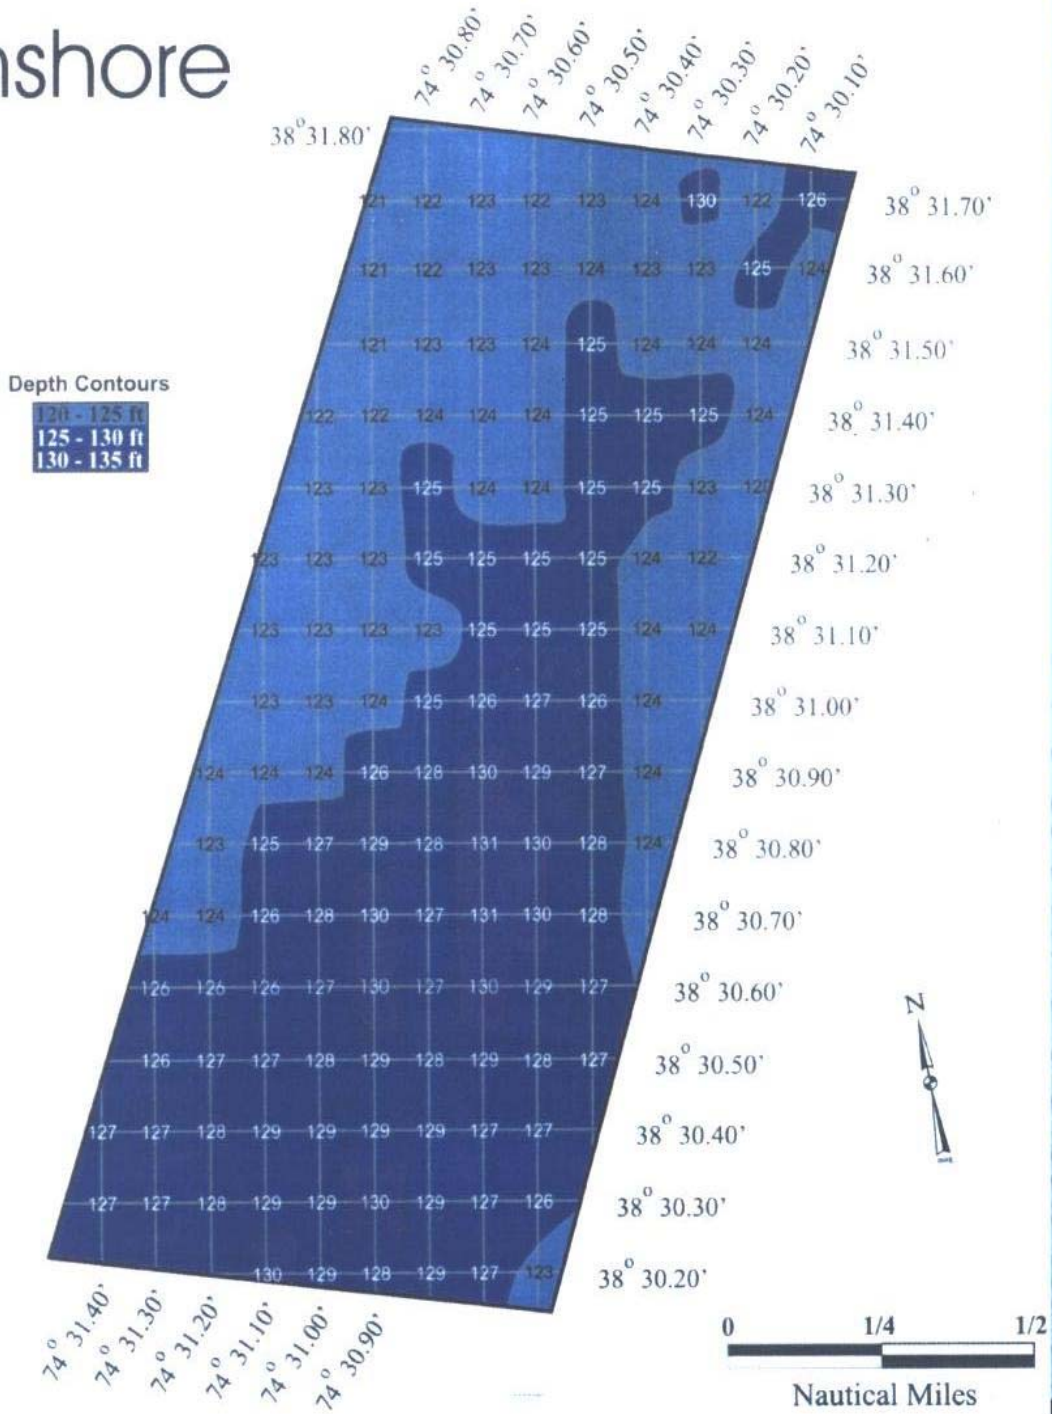 nshore
74° 30.80' 74° 30.70' 74° 30.60' 74° 30.50' 74° 30.40' 74° 30.30' 74° 30.20' 74° 30.10'
38° 31.80'
121 122 123 122 123 124 130 122 126 38° 31.70'
121 122 123 123 124 123 123 125 124 38° 31.60'
121 123 123 124 125 124 124 124 38° 31.50'
Depth Contours
120 - 125 ft
125 - 130 ft
130 - 135 ft
122 122 124 124 124 125 125 125 124 38° 31.40'
123 123 125 124 124 125 125 123 38° 31.30'
123 123 123 125 125 125 125 124 122 38° 31.20'
123 123 123 123 125 125 125 124 124 38° 31.10'
123 123 124 125 126 127 126 124 38° 31.00'
124 124 124 126 128 130 129 127 124 38° 30.90'
123 125 127 129 128 131 130 128 124 38° 30.80'
124 124 126 128 130 127 131 130 128 38° 30.70'
126 126 126 127 130 127 130 129 127 38° 30.60'
126 127 127 128 129 128 129 128 127 38° 30.50'
127 127 128 129 129 129 129 127 127 38° 30.40'
127 127 128 129 129 130 129 127 126 38° 30.30'
130 129 128 129 127 123 38° 30.20'
74° 31.40' 74° 31.30' 74° 31.20' 74° 31.10' 74° 31.00' 74° 30.90'
N
0 1/4 1/2
Nautical Miles